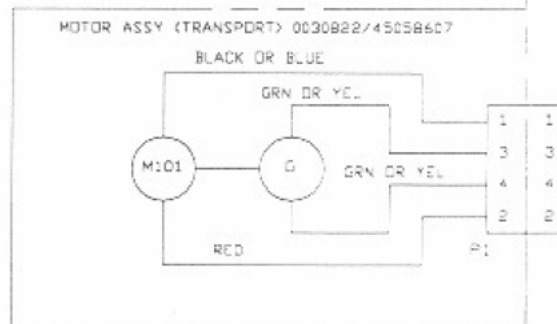 MOTOR ASSY (TRANSPORT) 0030822/45058607
BLACK OR BLUE
GRN OR YEL
1 1
3 3
M101 G GRN OR YEL
4 4
2 2
RED P1